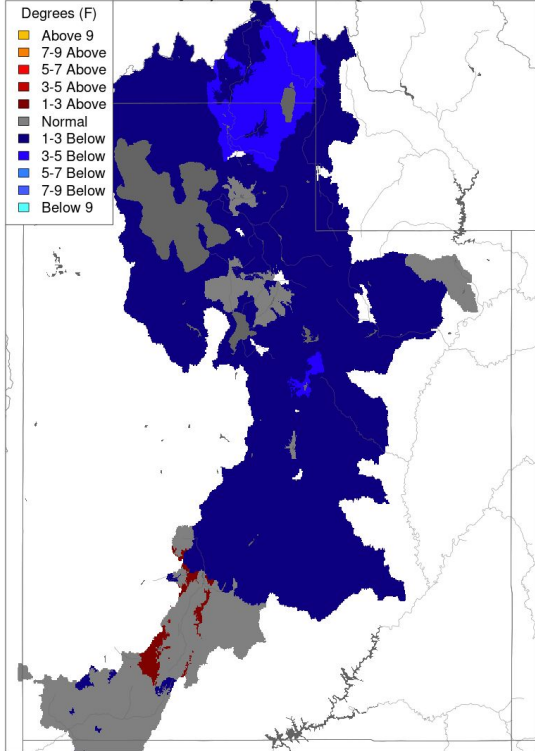 Degrees (F)
Above 9
7-9 Above
5-7 Above
3-5 Above
1-3 Above
Normal
1-3 Below
3-5 Below
5-7 Below
7-9 Below
Below 9